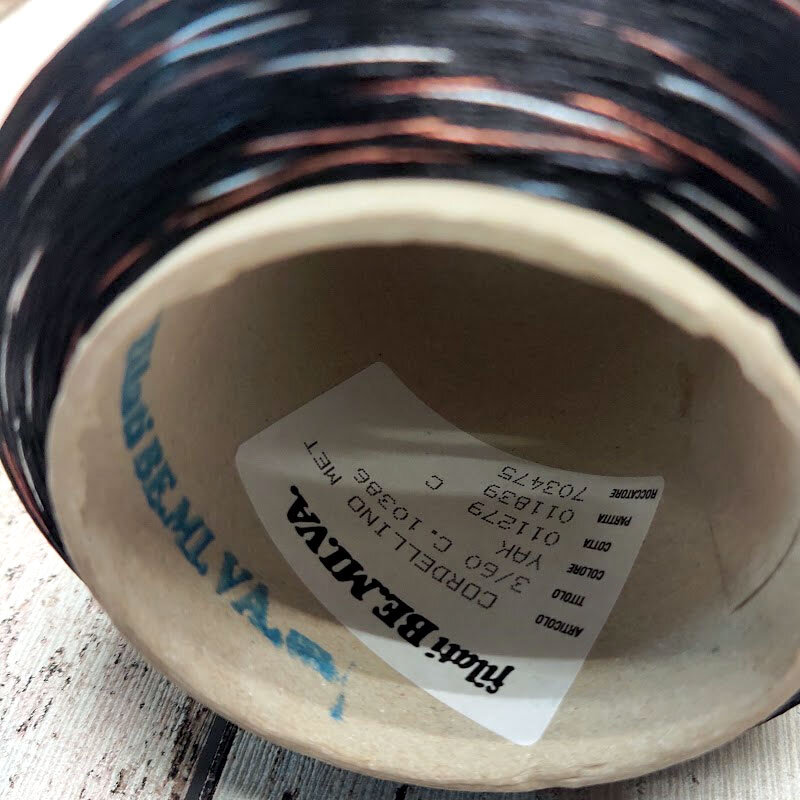 filati BE.MI.VA.
ARTICOLO CORDELLINO MET
TITOLO 3/60 C.10386
COLORE YAK
COTTA 011279 C
PARTITA 011839
ROCCATORE 703475
filati BE.MI.VA.